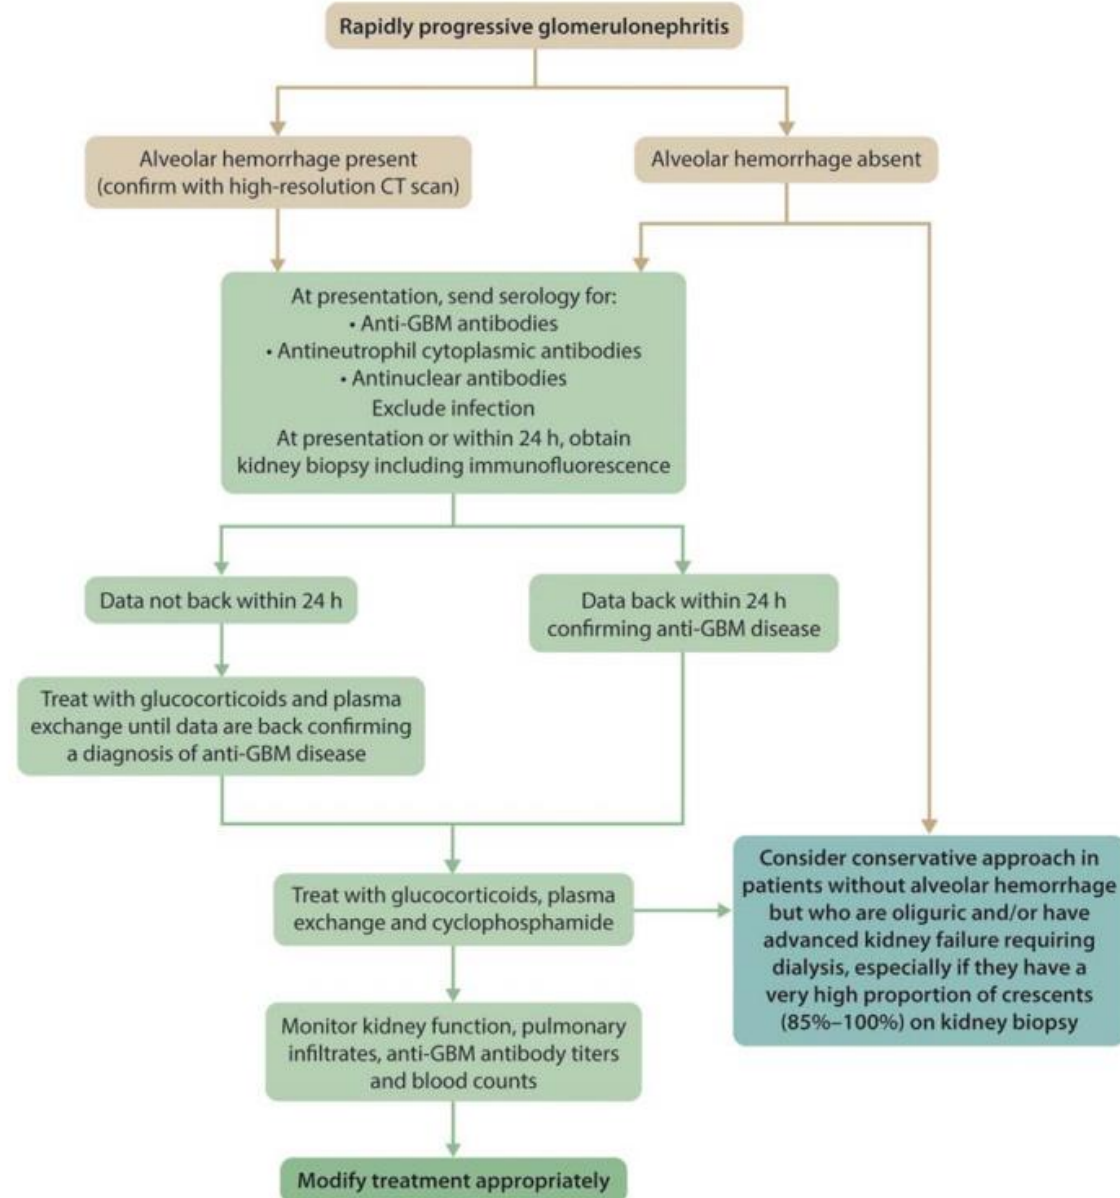 Rapidly progressive glomerulonephritis
Alveolar hemorrhage present
(confirm with high-resolution CT scan)
Alveolar hemorrhage absent
At presentation, send serology for:
• Anti-GBM antibodies
• Antineutrophil cytoplasmic antibodies
• Antinuclear antibodies
Exclude infection
At presentation or within 24 h, obtain
kidney biopsy including immunofluorescence
Data not back within 24 h
Data back within 24 h
confirming anti-GBM disease
Treat with glucocorticoids and plasma
exchange until data are back confirming
a diagnosis of anti-GBM disease
Treat with glucocorticoids, plasma
exchange and cyclophosphamide
Consider conservative approach in
patients without alveolar hemorrhage
but who are oliguric and/or have
advanced kidney failure requiring
dialysis, especially if they have a
very high proportion of crescents
(85%–100%) on kidney biopsy
Monitor kidney function, pulmonary
infiltrates, anti-GBM antibody titers
and blood counts
Modify treatment appropriately